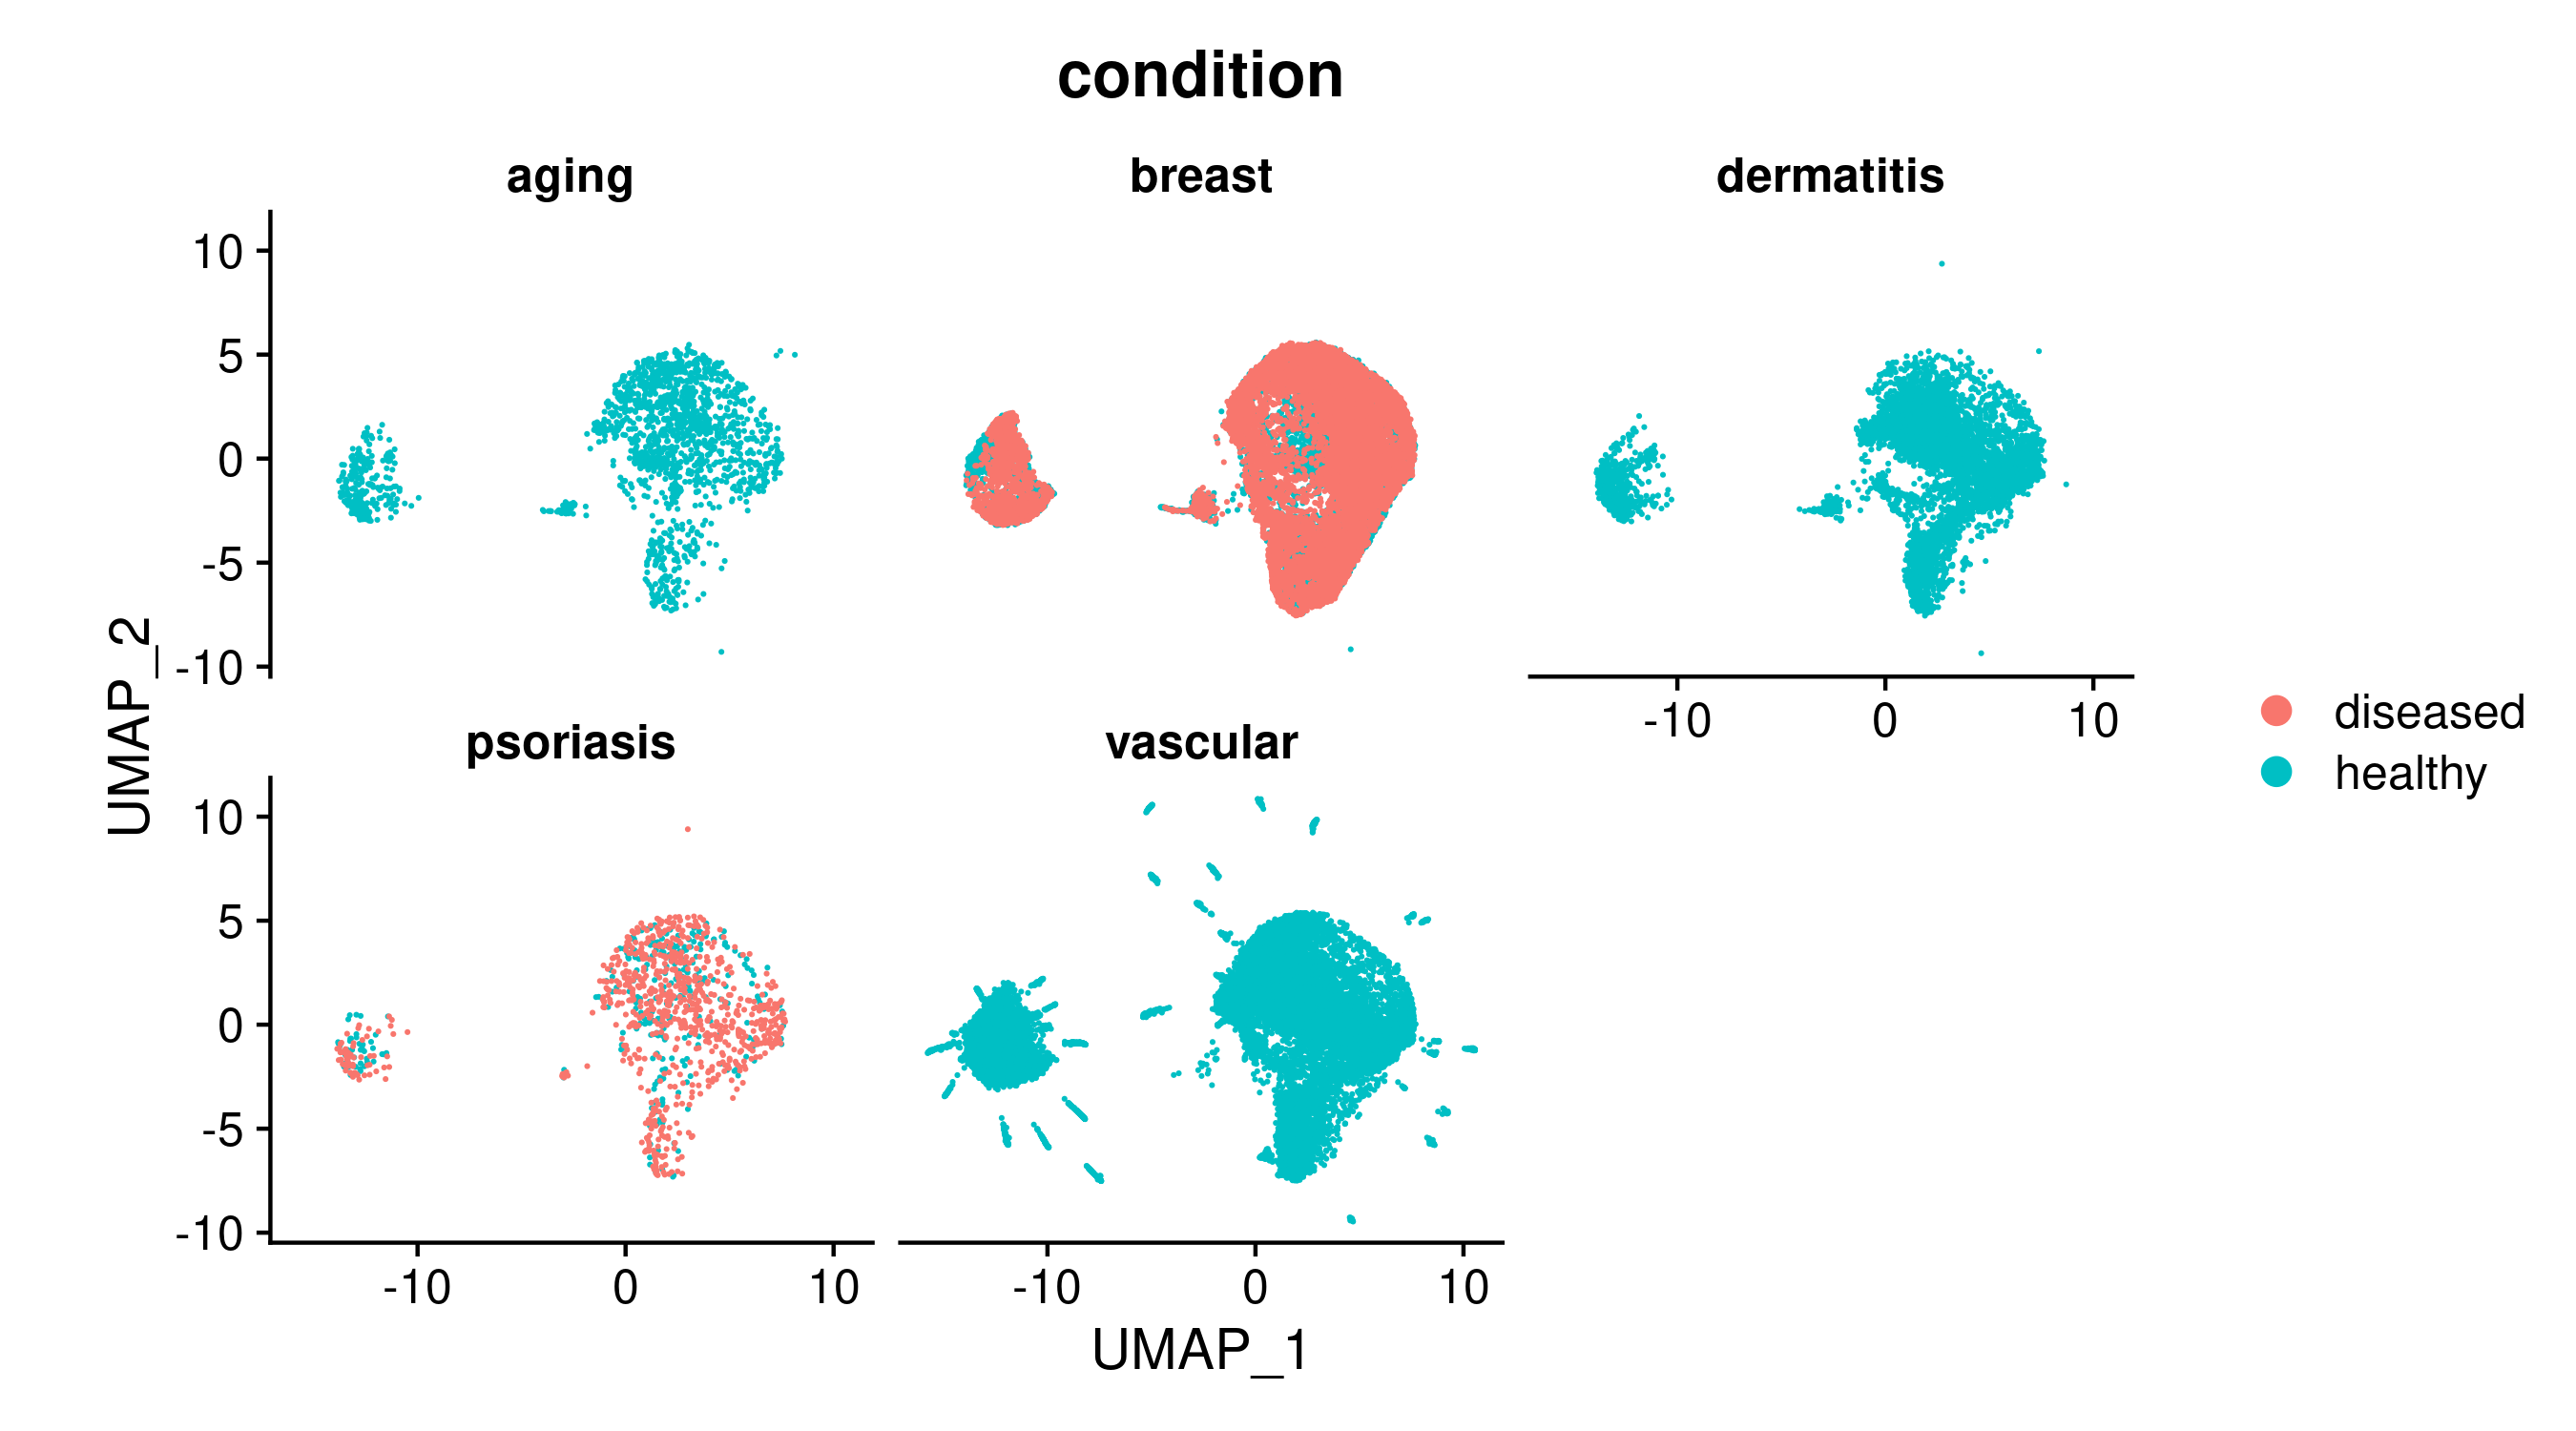 condition
aging
breast
dermatitis
10
5
0
-5
-10
-10 0 10
UMAP_2
diseased
healthy
psoriasis
vascular
10
5
0
-5
-10
-10 0 10
-10 0 10
UMAP_1